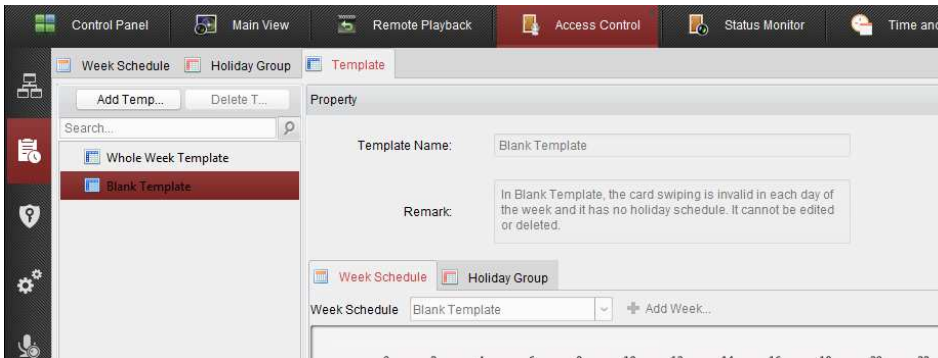 Control Panel Main View Remote Playback Access Control Status Monitor Time and
Week Schedule Holiday Group Template
Add Temp... Delete T...
Property
Search...
Whole Week Template
Blank Template
Template Name: Blank Template
Remark: In Blank Template, the card swiping is invalid in each day of
the week and it has no holiday schedule. It cannot be edited
or deleted.
Week Schedule Holiday Group
Week Schedule Blank Template Add Week...